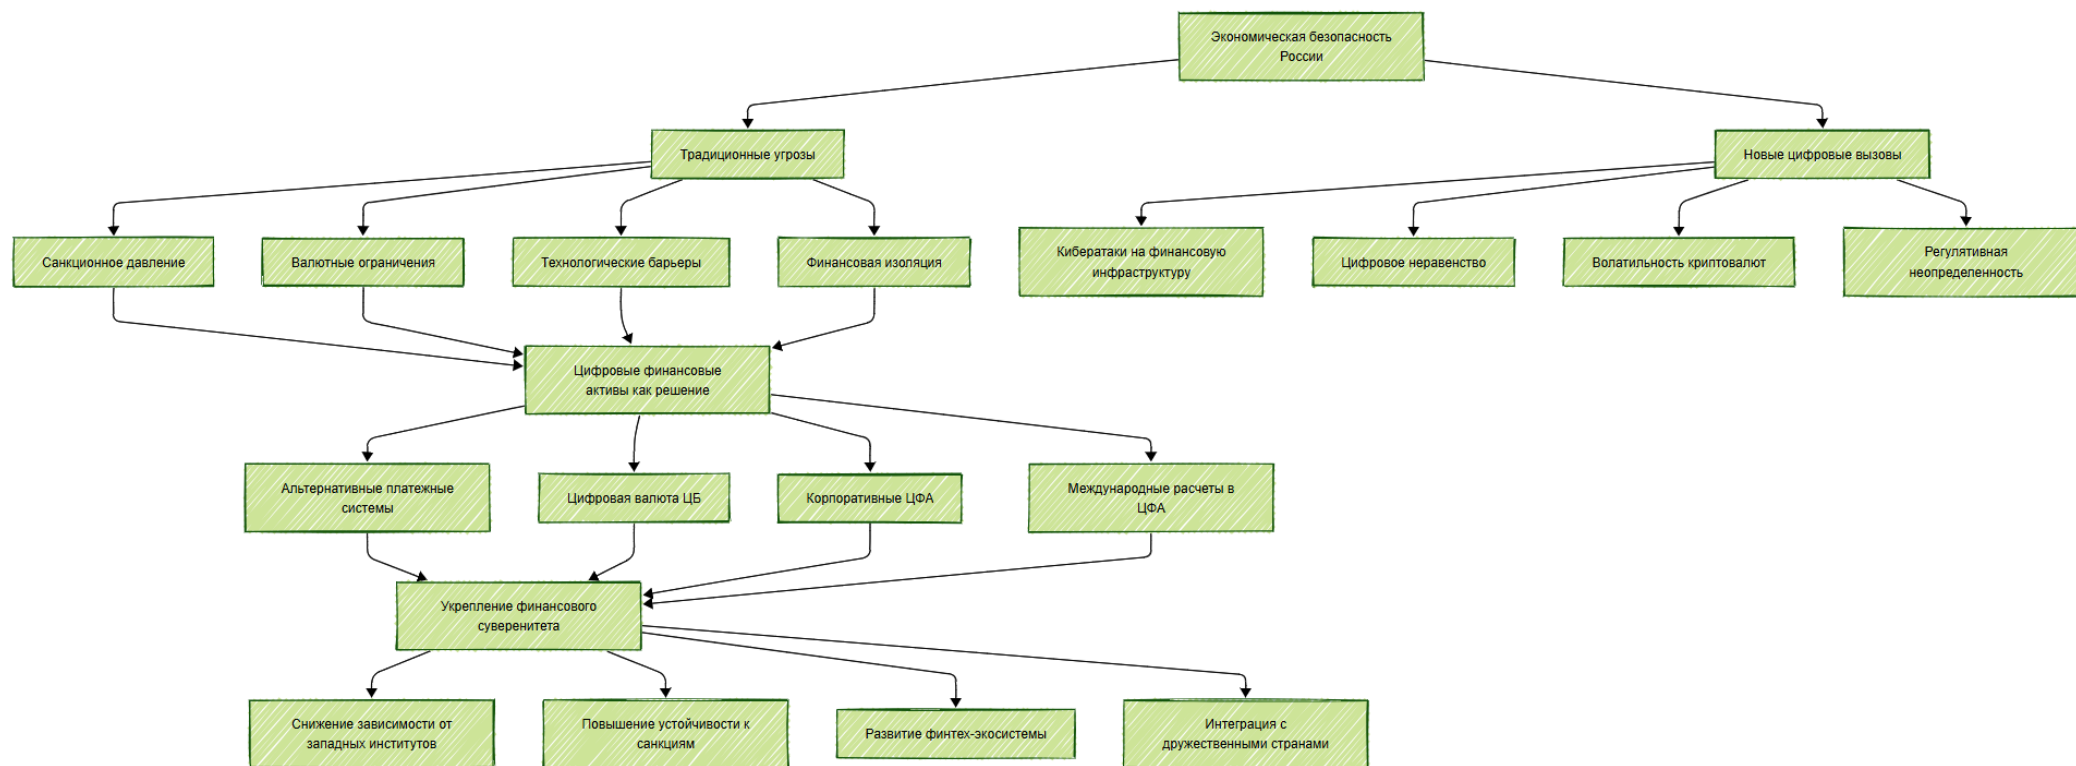 Экономическая безопасность
России
Традиционные угрозы
Новые цифровые вызовы
Санкционное давление
Валютные ограничения
Технологические барьеры
Финансовая изоляция
Кибератаки на финансовую
инфраструктуру
Цифровое неравенство
Волатильность криптовалют
Регулятивная
неопределенность
Цифровые финансовые
активы как решение
Альтернативные платежные
системы
Цифровая валюта ЦБ
Корпоративные ЦФА
Международные расчеты в
ЦФА
Укрепление финансового
суверенитета
Снижение зависимости от
западных институтов
Повышение устойчивости к
санкциям
Развитие финтех-экосистемы
Интеграция с
дружественными странами